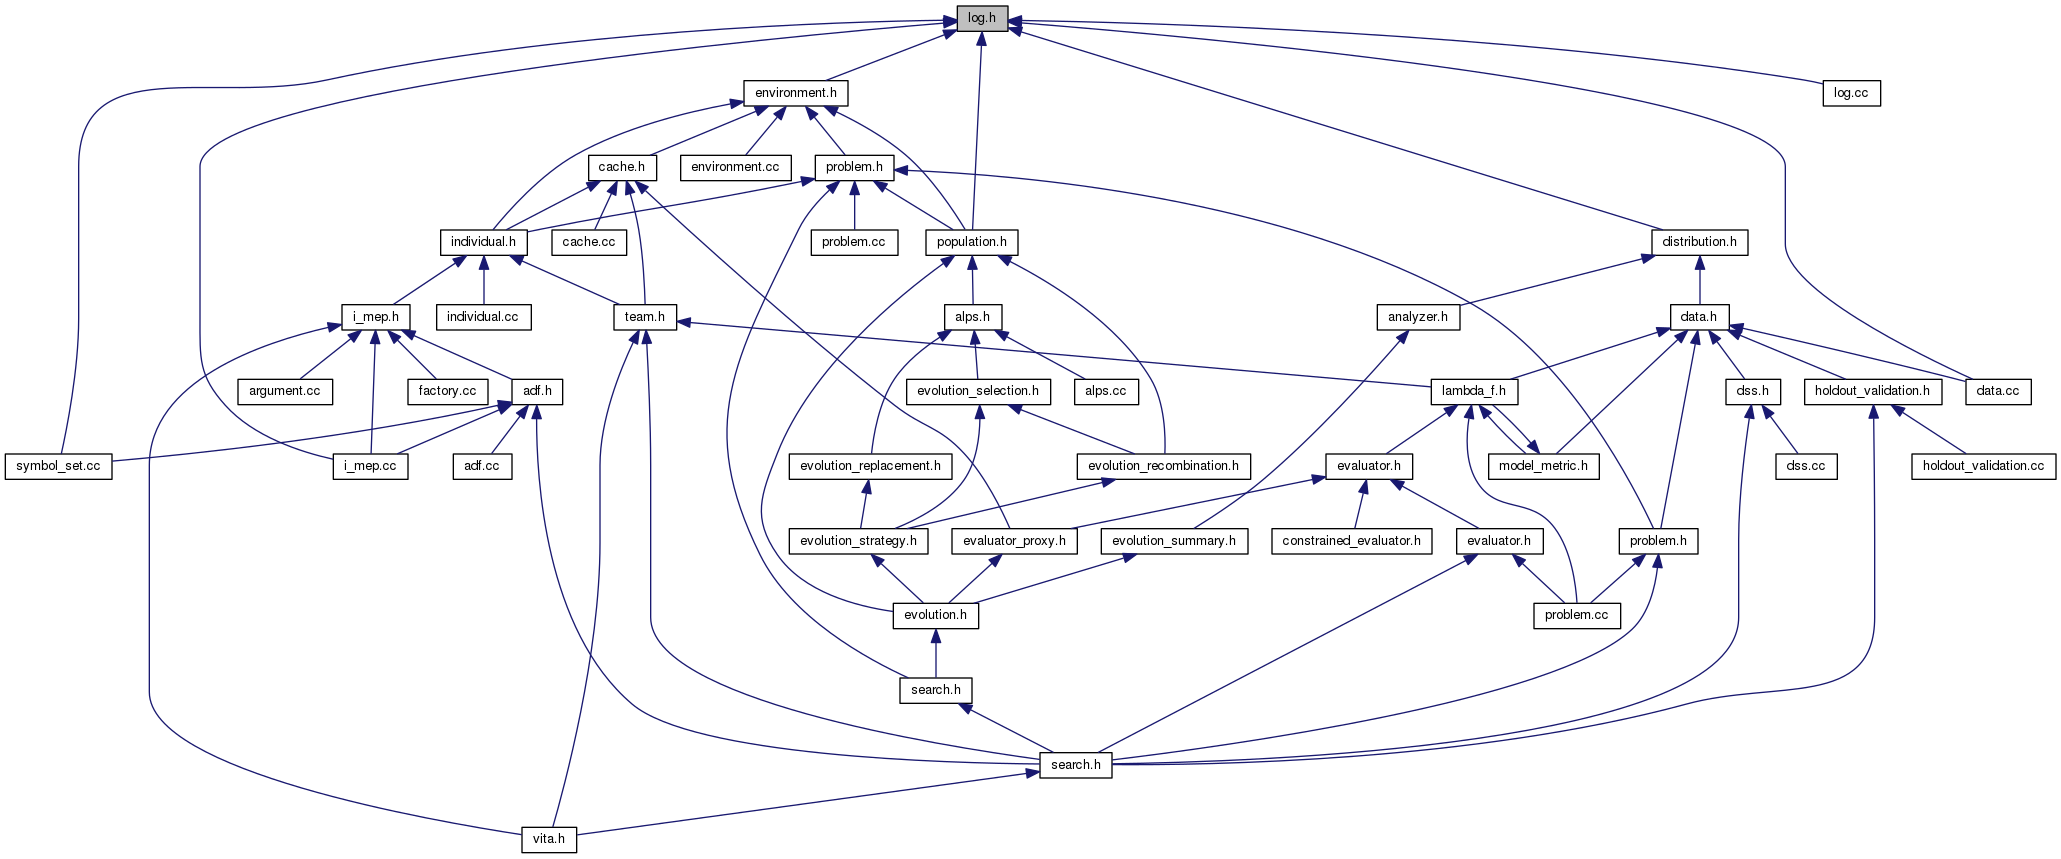 log.h
environment.h
log.cc
cache.h
environment.cc
problem.h
individual.h
cache.cc
problem.cc
population.h
distribution.h
i_mep.h
individual.cc
team.h
alps.h
analyzer.h
data.h
argument.cc
factory.cc
adf.h
evolution_selection.h
alps.cc
lambda_f.h
dss.h
holdout_validation.h
data.cc
symbol_set.cc
i_mep.cc
adf.cc
evolution_replacement.h
evolution_recombination.h
evaluator.h
model_metric.h
dss.cc
holdout_validation.cc
evolution_strategy.h
evaluator_proxy.h
evolution_summary.h
constrained_evaluator.h
evaluator.h
problem.h
evolution.h
problem.cc
search.h
search.h
vita.h